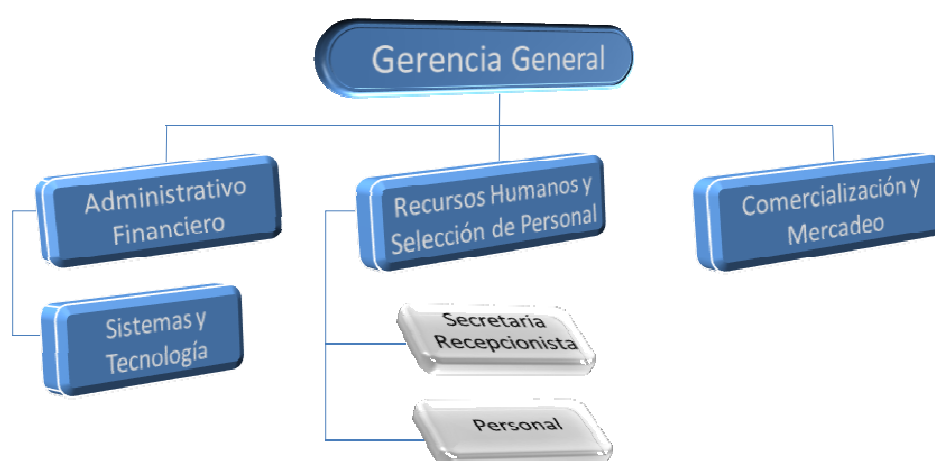 Gerencia General
Administrativo
Financiero
Recursos Humanos y
Selección de Personal
Comercialización y
Mercadeo
Sistemas y
Tecnología
Secretaria
Recepcionista
Personal